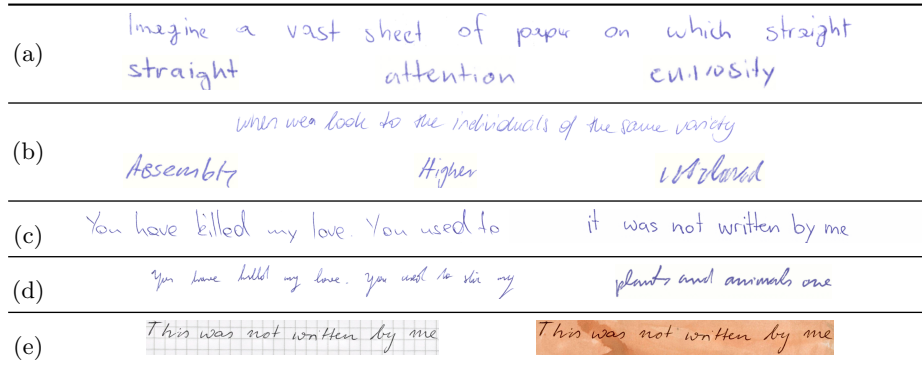 (a) Imagine a vast sheet of paper on which straight
straight attention curiosity
(b) when wea look to the individuals of the same variety
Assembly Higher
(c) You have killed my love. You used to it was not written by me
(d) You have killed my love. You used to stir my plants and animals one
(e) This was not written by me This was not written by me